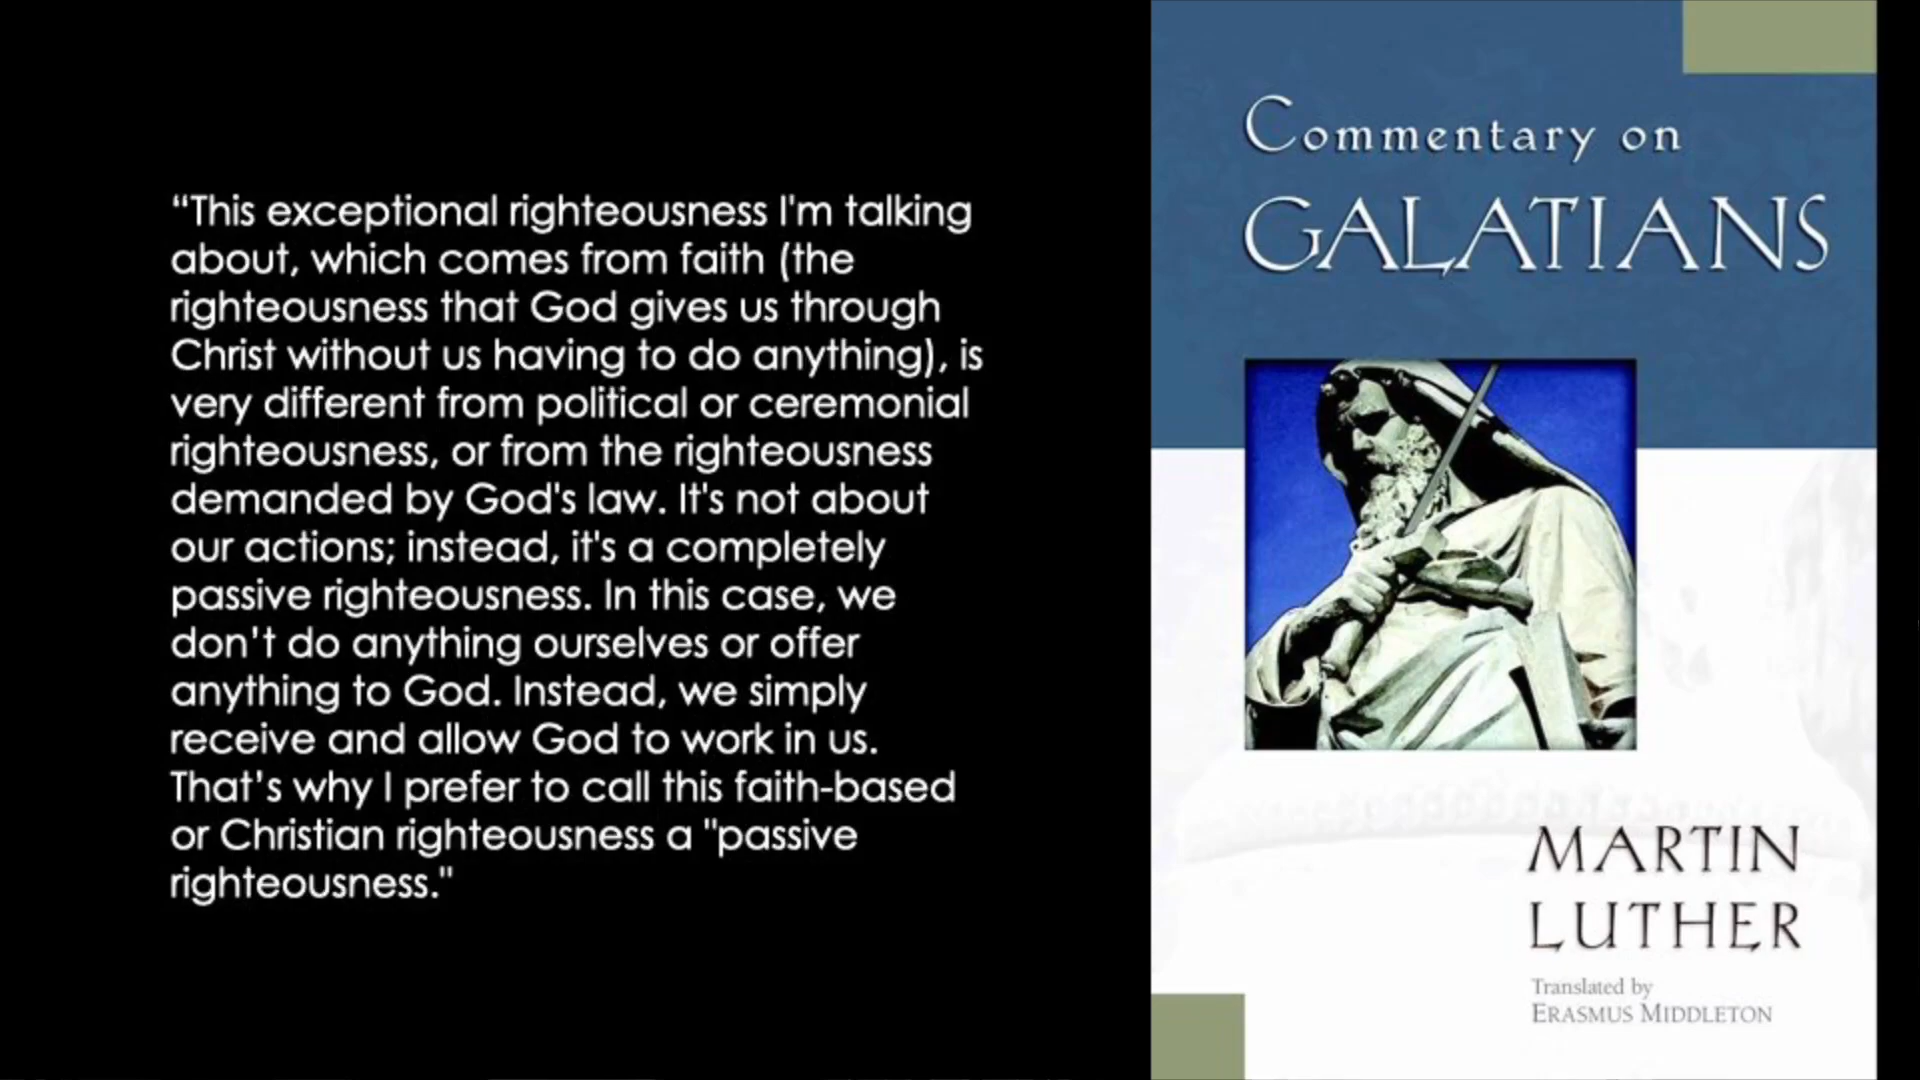 “This exceptional righteousness I'm talking
about, which comes from faith (the
righteousness that God gives us through
Christ without us having to do anything), is
very different from political or ceremonial
righteousness, or from the righteousness
demanded by God's law. It's not about
our actions; instead, it's a completely
passive righteousness. In this case, we
don’t do anything ourselves or offer
anything to God. Instead, we simply
receive and allow God to work in us.
That’s why I prefer to call this faith-based
or Christian righteousness a "passive
righteousness."
Commentary on
GALATIANS
MARTIN
LUTHER
Translated by
ERASMUS MIDDLETON